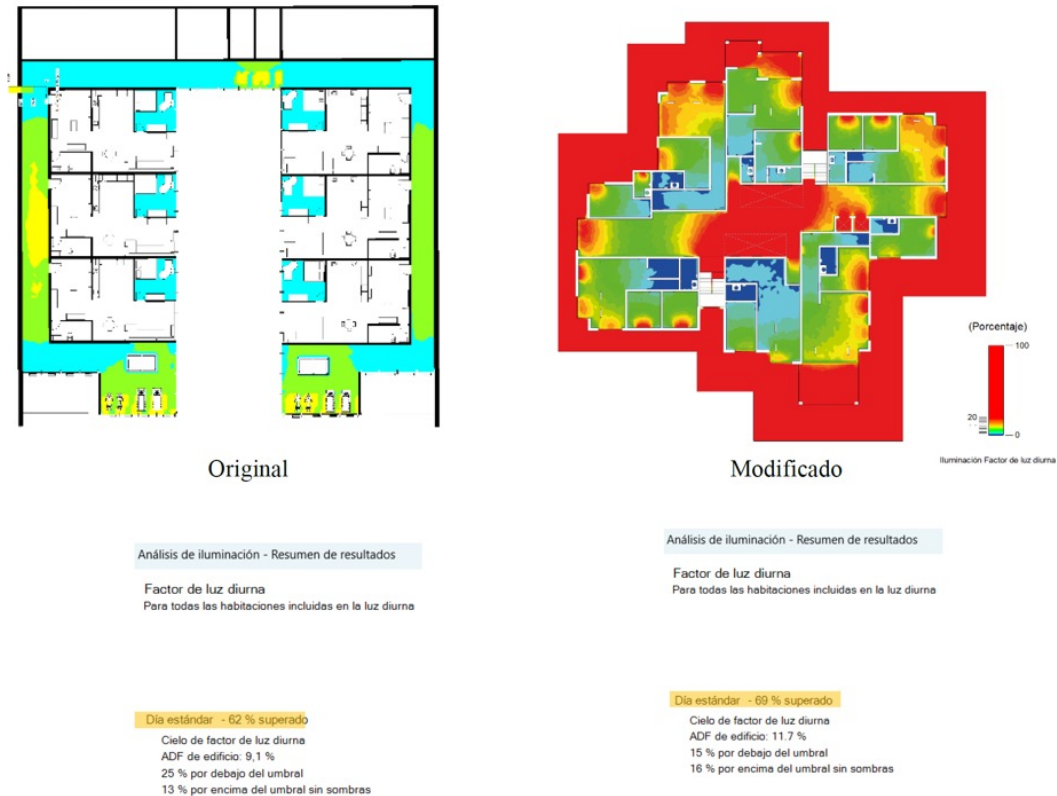 (Porcentaje)
100
20
0
Iluminación Factor de luz diurna
Original
Modificado
Análisis de iluminación - Resumen de resultados
Factor de luz diurna
Para todas las habitaciones incluidas en la luz diurna
Día estándar - 62 % superado
Cielo de factor de luz diurna
ADF de edificio: 9,1 %
25 % por debajo del umbral
13 % por encima del umbral sin sombras
Análisis de iluminación - Resumen de resultados
Factor de luz diurna
Para todas las habitaciones incluidas en la luz diurna
Día estándar - 69 % superado
Cielo de factor de luz diurna
ADF de edificio: 11.7 %
15 % por debajo del umbral
16 % por encima del umbral sin sombras